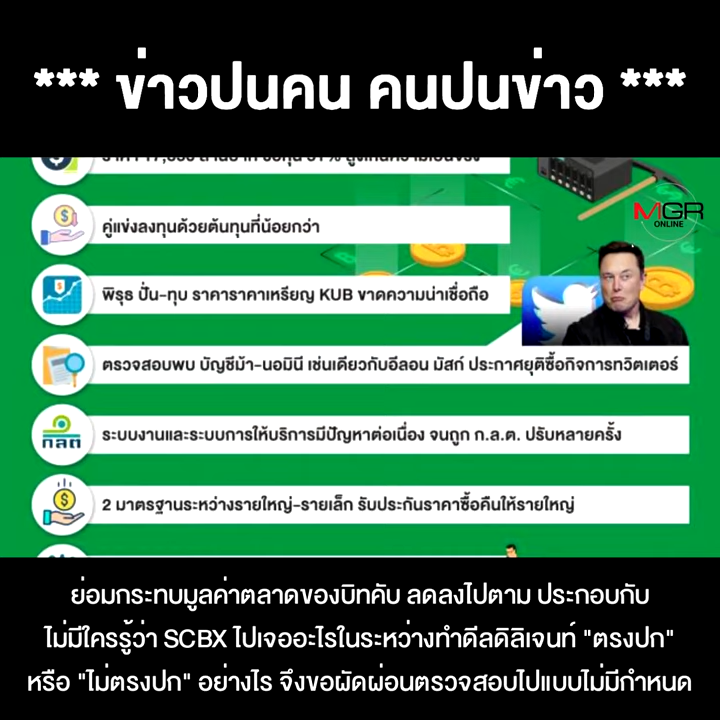 *** ข่าวปนคน คนปนข่าว ***
MGR
ONLINE
คู่แข่งลงทุนด้วยต้นทุนที่น้อยกว่า
พิรุธ ปั่น-ทุบ ราคาราคาเหรียญ KUB ขาดความน่าเชื่อถือ
ตรวจสอบพบ บัญชีม้า-นอมินี เช่นเดียวกับอีลอน มัสก์ ประกาศยุติซื้อกิจการทวิตเตอร์
กลต
ระบบงานและระบบการให้บริการมีปัญหาต่อเนื่อง จนถูก ก.ล.ต. ปรับหลายครั้ง
2 มาตรฐานระหว่างรายใหญ่-รายเล็ก รับประกันราคาซื้อคืนให้รายใหญ่
ย่อมกระทบมูลค่าตลาดของบิทคับ ลดลงไปตาม ประกอบกับ
ไม่มีใครรู้ว่า SCBX ไปเจออะไรในระหว่างทำดีลดิลิเจนท์ "ตรงปก"
หรือ "ไม่ตรงปก" อย่างไร จึงขอผัดผ่อนตรวจสอบไปแบบไม่มีกำหนด